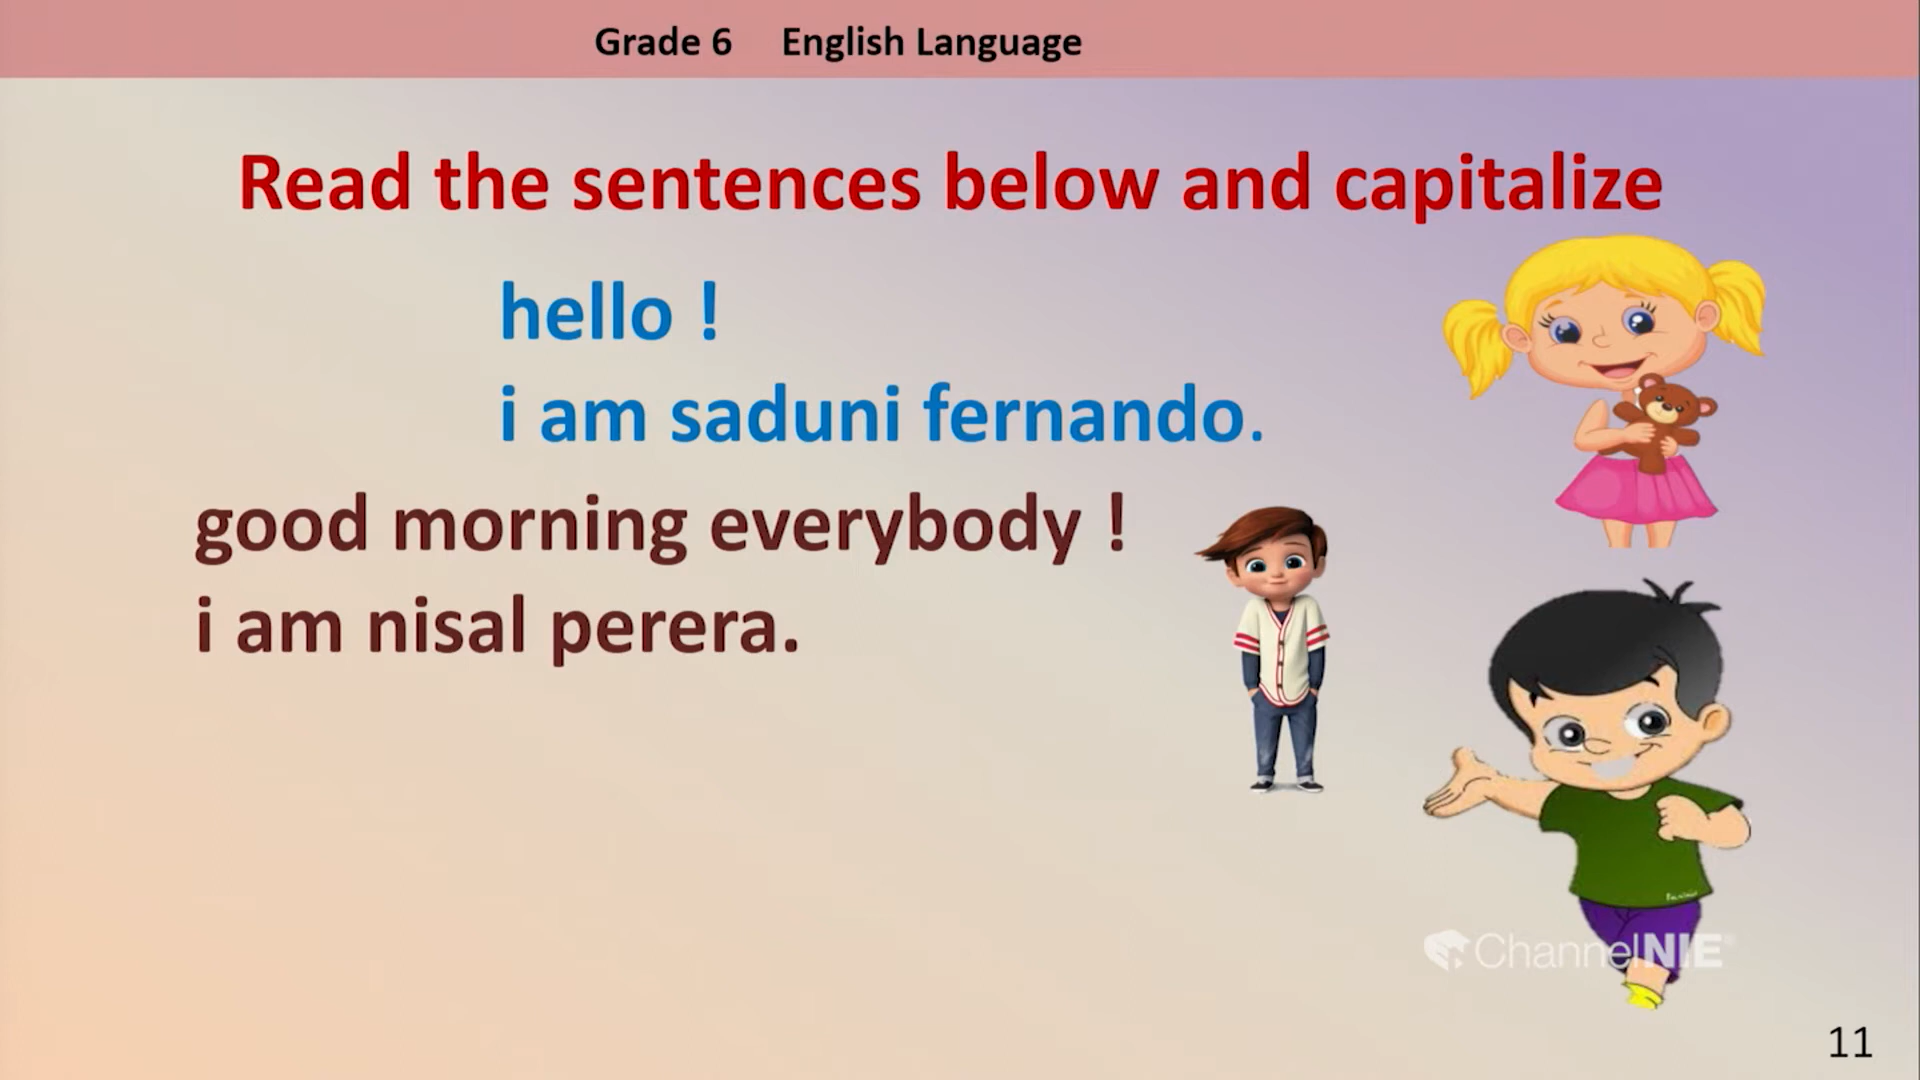 Grade 6 English Language
Read the sentences below and capitalize
hello !
i am saduni fernando.
good morning everybody !
i am nisal perera.
ChannelNIE
11